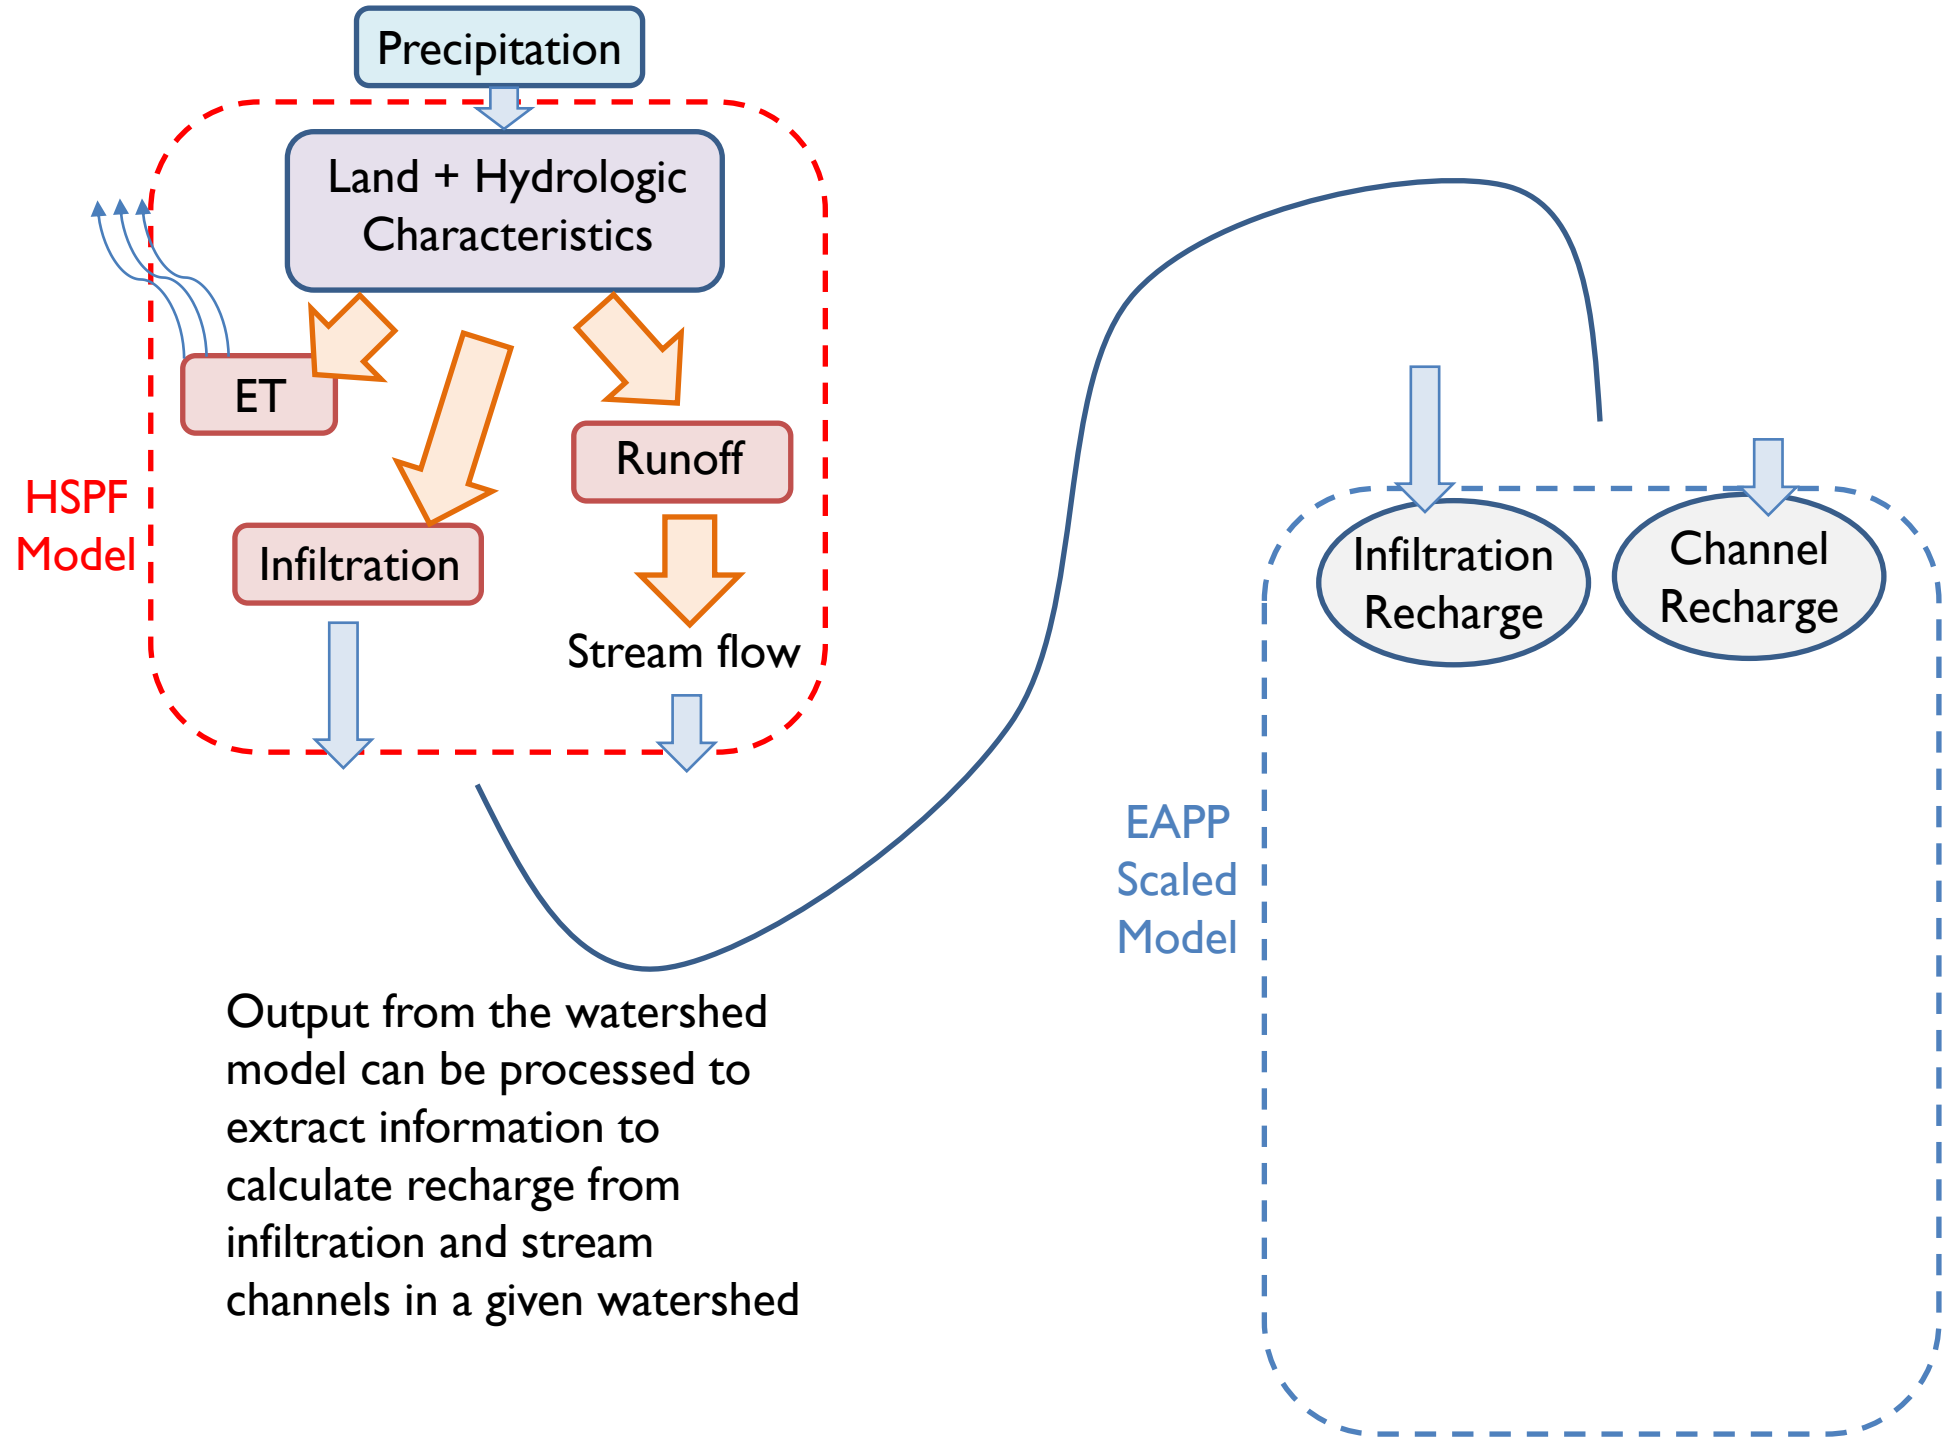 Precipitation
Land + Hydrologic
Characteristics
ET
Runoff
HSPF
Model
Infiltration
Stream flow
Infiltration
Recharge
Channel
Recharge
EAPP
Scaled
Model
Output from the watershed
model can be processed to
extract information to
calculate recharge from
infiltration and stream
channels in a given watershed